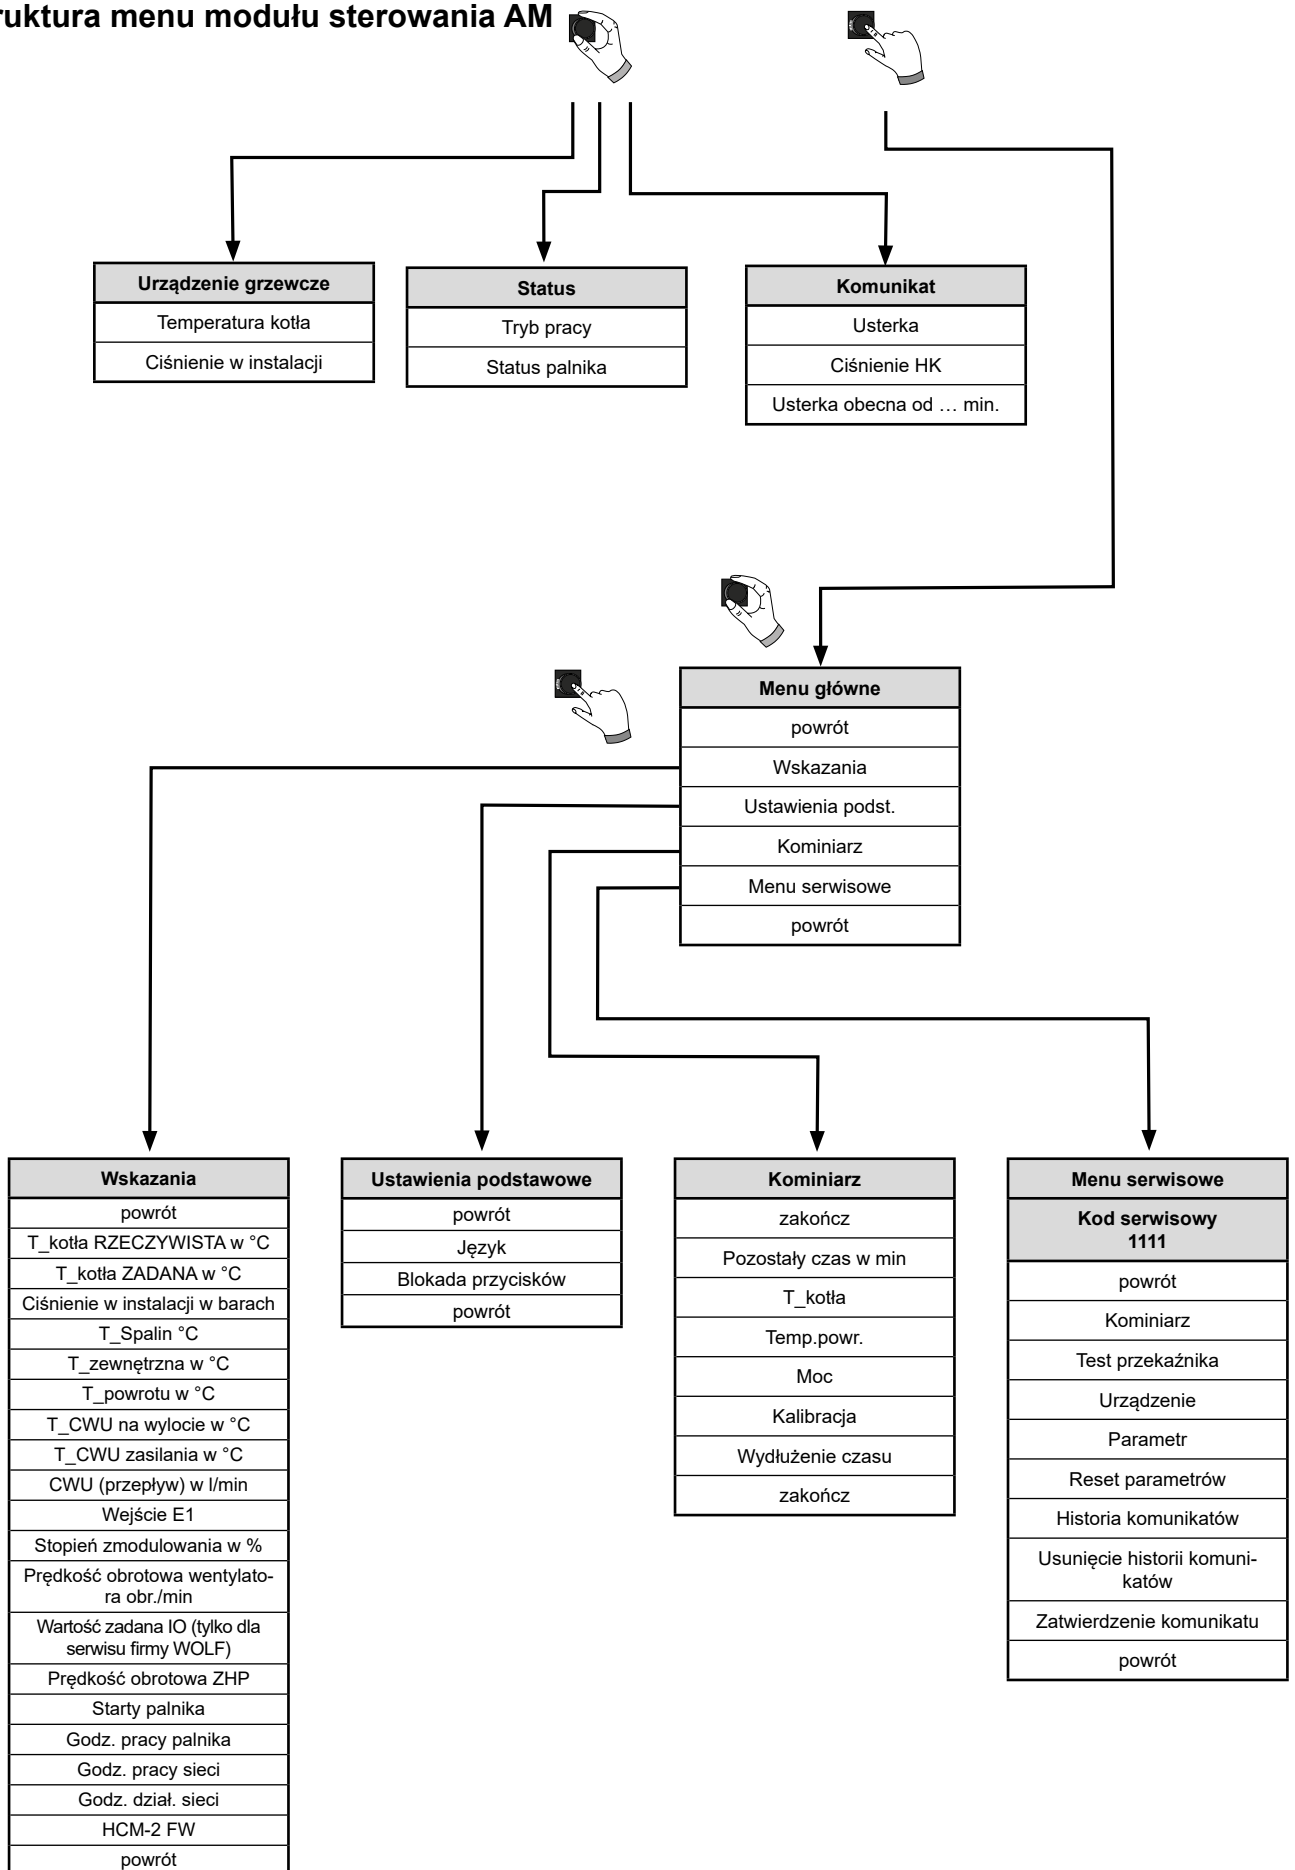 ruktura menu modułu sterowania AM
Urządzenie grzewcze
Temperatura kotła
Ciśnienie w instalacji
Status
Tryb pracy
Status palnika
Komunikat
Usterka
Ciśnienie HK
Usterka obecna od … min.
Menu główne
powrót
Wskazania
Ustawienia podst.
Kominiarz
Menu serwisowe
powrót
Wskazania
powrót
T_kotła RZECZYWISTA w °C
T_kotła ZADANA w °C
Ciśnienie w instalacji w barach
T_Spalin °C
T_zewnętrzna w °C
T_powrotu w °C
T_CWU na wylocie w °C
T_CWU zasilania w °C
CWU (przepływ) w l/min
Wejście E1
Stopień zmodulowania w %
Prędkość obrotowa wentylato-
ra obr./min
Wartość zadana IO (tylko dla
serwisu firmy WOLF)
Prędkość obrotowa ZHP
Starty palnika
Godz. pracy palnika
Godz. pracy sieci
Godz. dział. sieci
HCM-2 FW
powrót
Ustawienia podstawowe
powrót
Język
Blokada przycisków
powrót
Kominiarz
zakończ
Pozostały czas w min
T_kotła
Temp.powr.
Moc
Kalibracja
Wydłużenie czasu
zakończ
Menu serwisowe
Kod serwisowy
1111
powrót
Kominiarz
Test przekaźnika
Urządzenie
Parametr
Reset parametrów
Historia komunikatów
Usunięcie historii komuni-
katów
Zatwierdzenie komunikatu
powrót